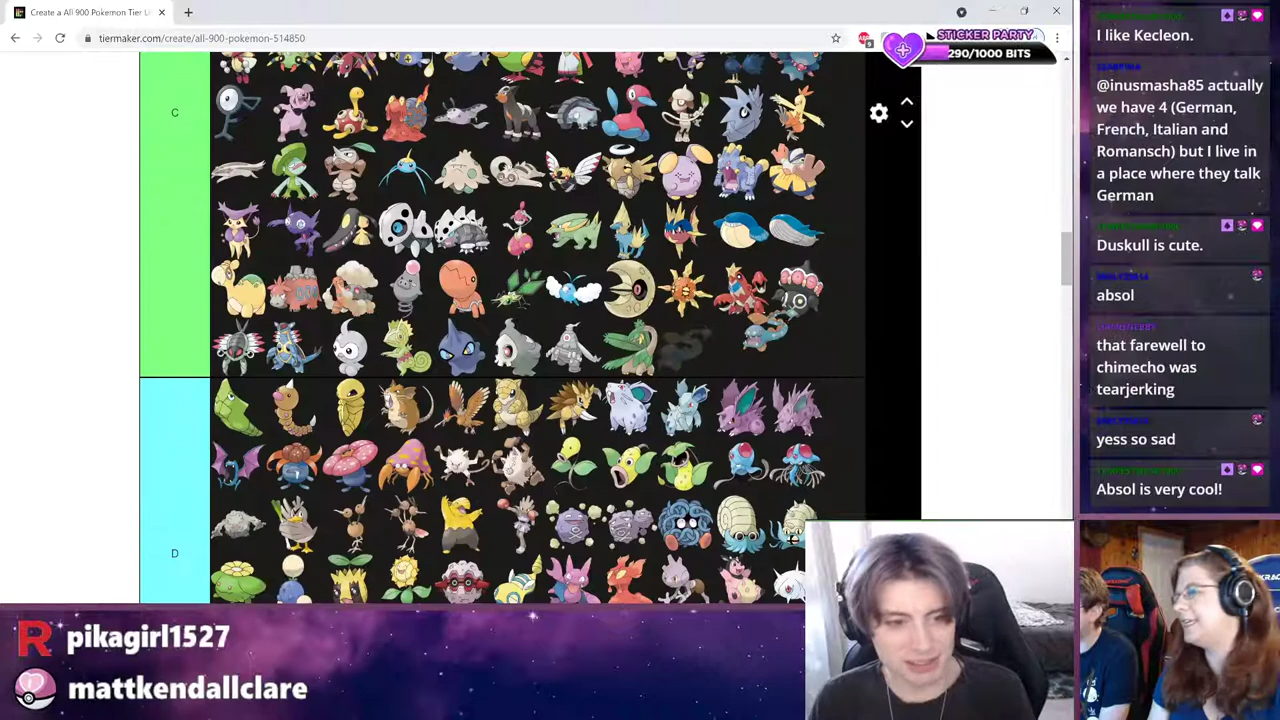 Create a All 900 Pokemon Tier Li
tiermaker.com/create/all-900-pokemon-514850
STICKER PARTY
290/1000 BITS
C
D
I like Kecleon.
@inusmasha85 actually
we have 4 (German,
French, Italian and
Romansch) but I live in
a place where they talk
German
Duskull is cute.
absol
that farewell to
chimecho was
tearjerking
yess so sad
Absol is very cool!
R pikagirl1527
mattkendallclare